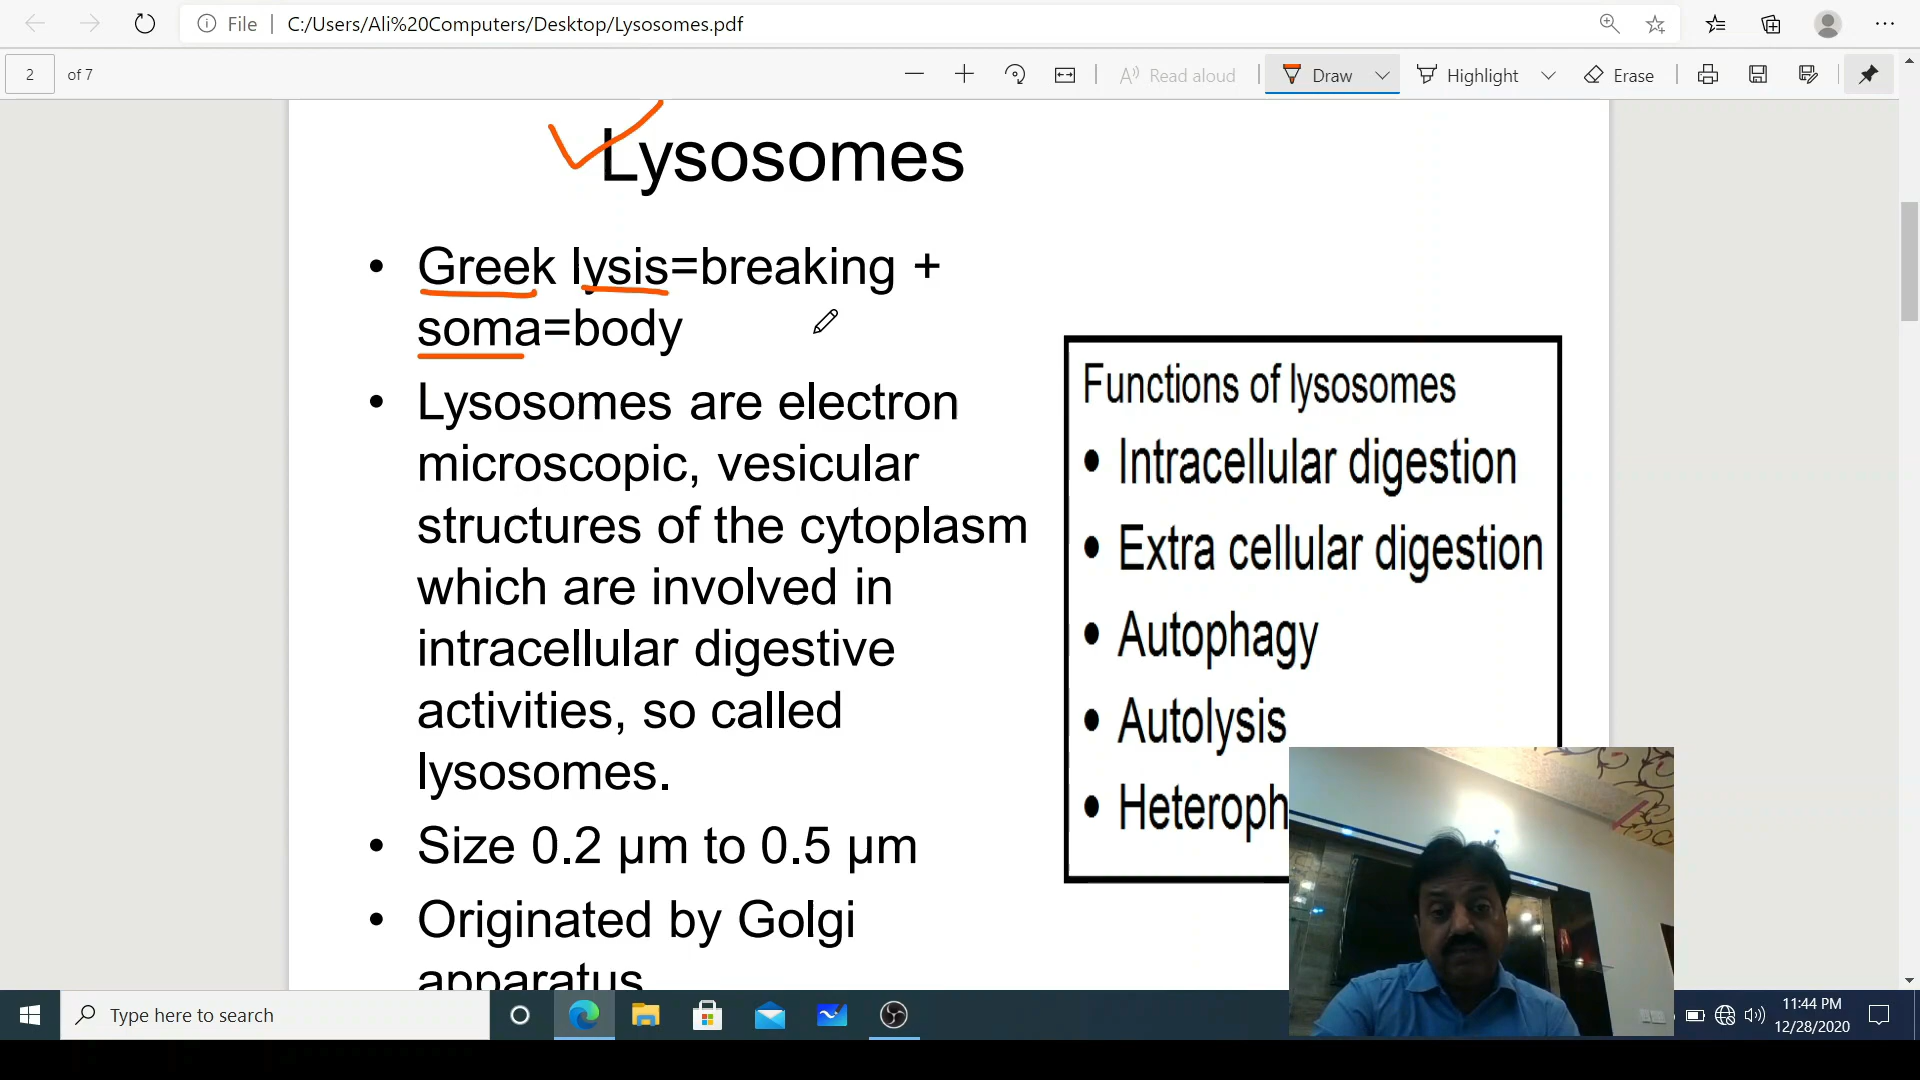 File
C:/Users/Ali%20Computers/Desktop/Lysosomes.pdf
2 of 7
Read aloud
Draw
Highlight
Erase
Lysosomes
• Greek lysis=breaking +
soma=body
• Lysosomes are electron
microscopic, vesicular
structures of the cytoplasm
which are involved in
intracellular digestive
activities, so called
lysosomes.
• Size 0.2 µm to 0.5 µm
• Originated by Golgi
apparatus
Functions of lysosomes
• Intracellular digestion
• Extra cellular digestion
• Autophagy
• Autolysis
• Heteroph
Type here to search
11:44 PM
12/28/2020